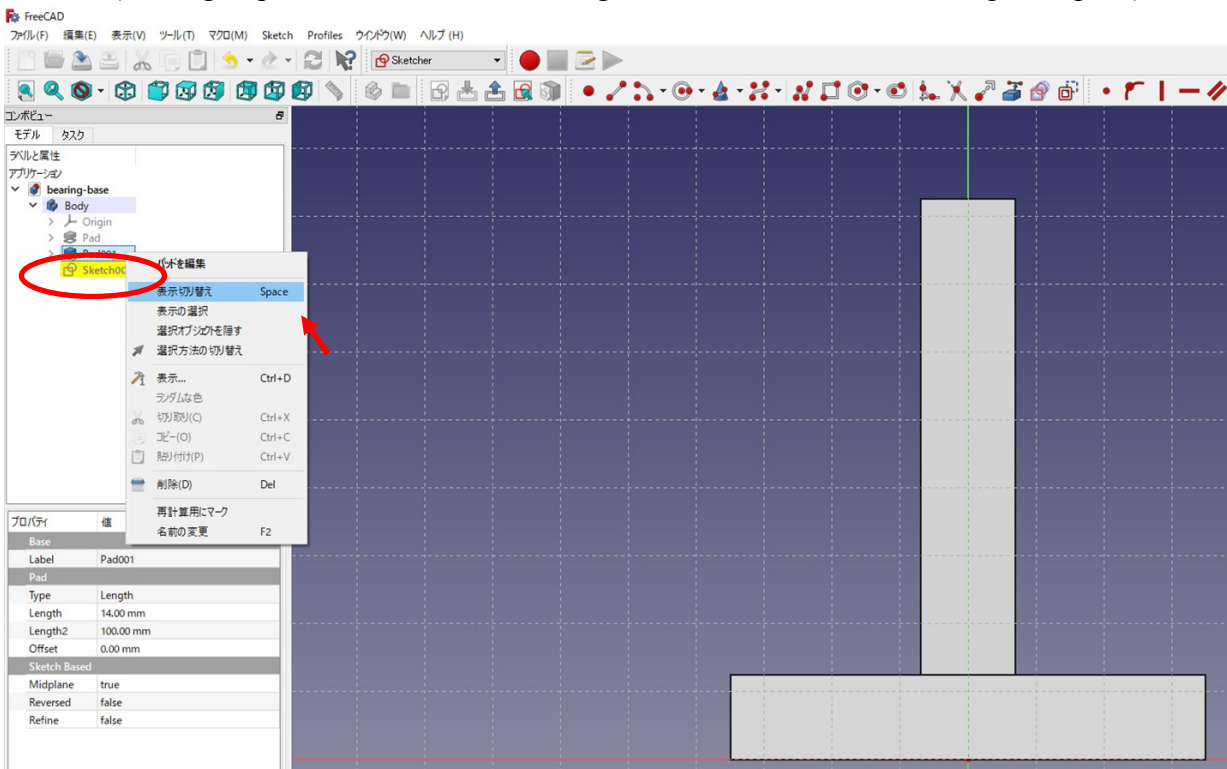 FreeCAD
ファイル(F) 編集(E) 表示(V) ツール(T) マクロ(M) Sketch Profiles ウインドウ(W) ヘルプ (H)
Sketcher
コンボビュー
モデル タスク
ラベルと属性
アプリケーション
bearing-base
Body
Origin
Pad
Sketch00
パッドを編集
表示切り替え Space
表示の選択
選択オブジェクトを隠す
選択方法の切り替え
表示... Ctrl+D
ランダムな色
切り取り(C) Ctrl+X
コピー(O) Ctrl+C
貼り付け(P) Ctrl+V
削除(D) Del
再計算用にマーク
名前の変更 F2
プロパティ 値
Base
Label Pad001
Pad
Type Length
Length 14.00 mm
Length2 100.00 mm
Offset 0.00 mm
Sketch Based
Midplane true
Reversed false
Refine false